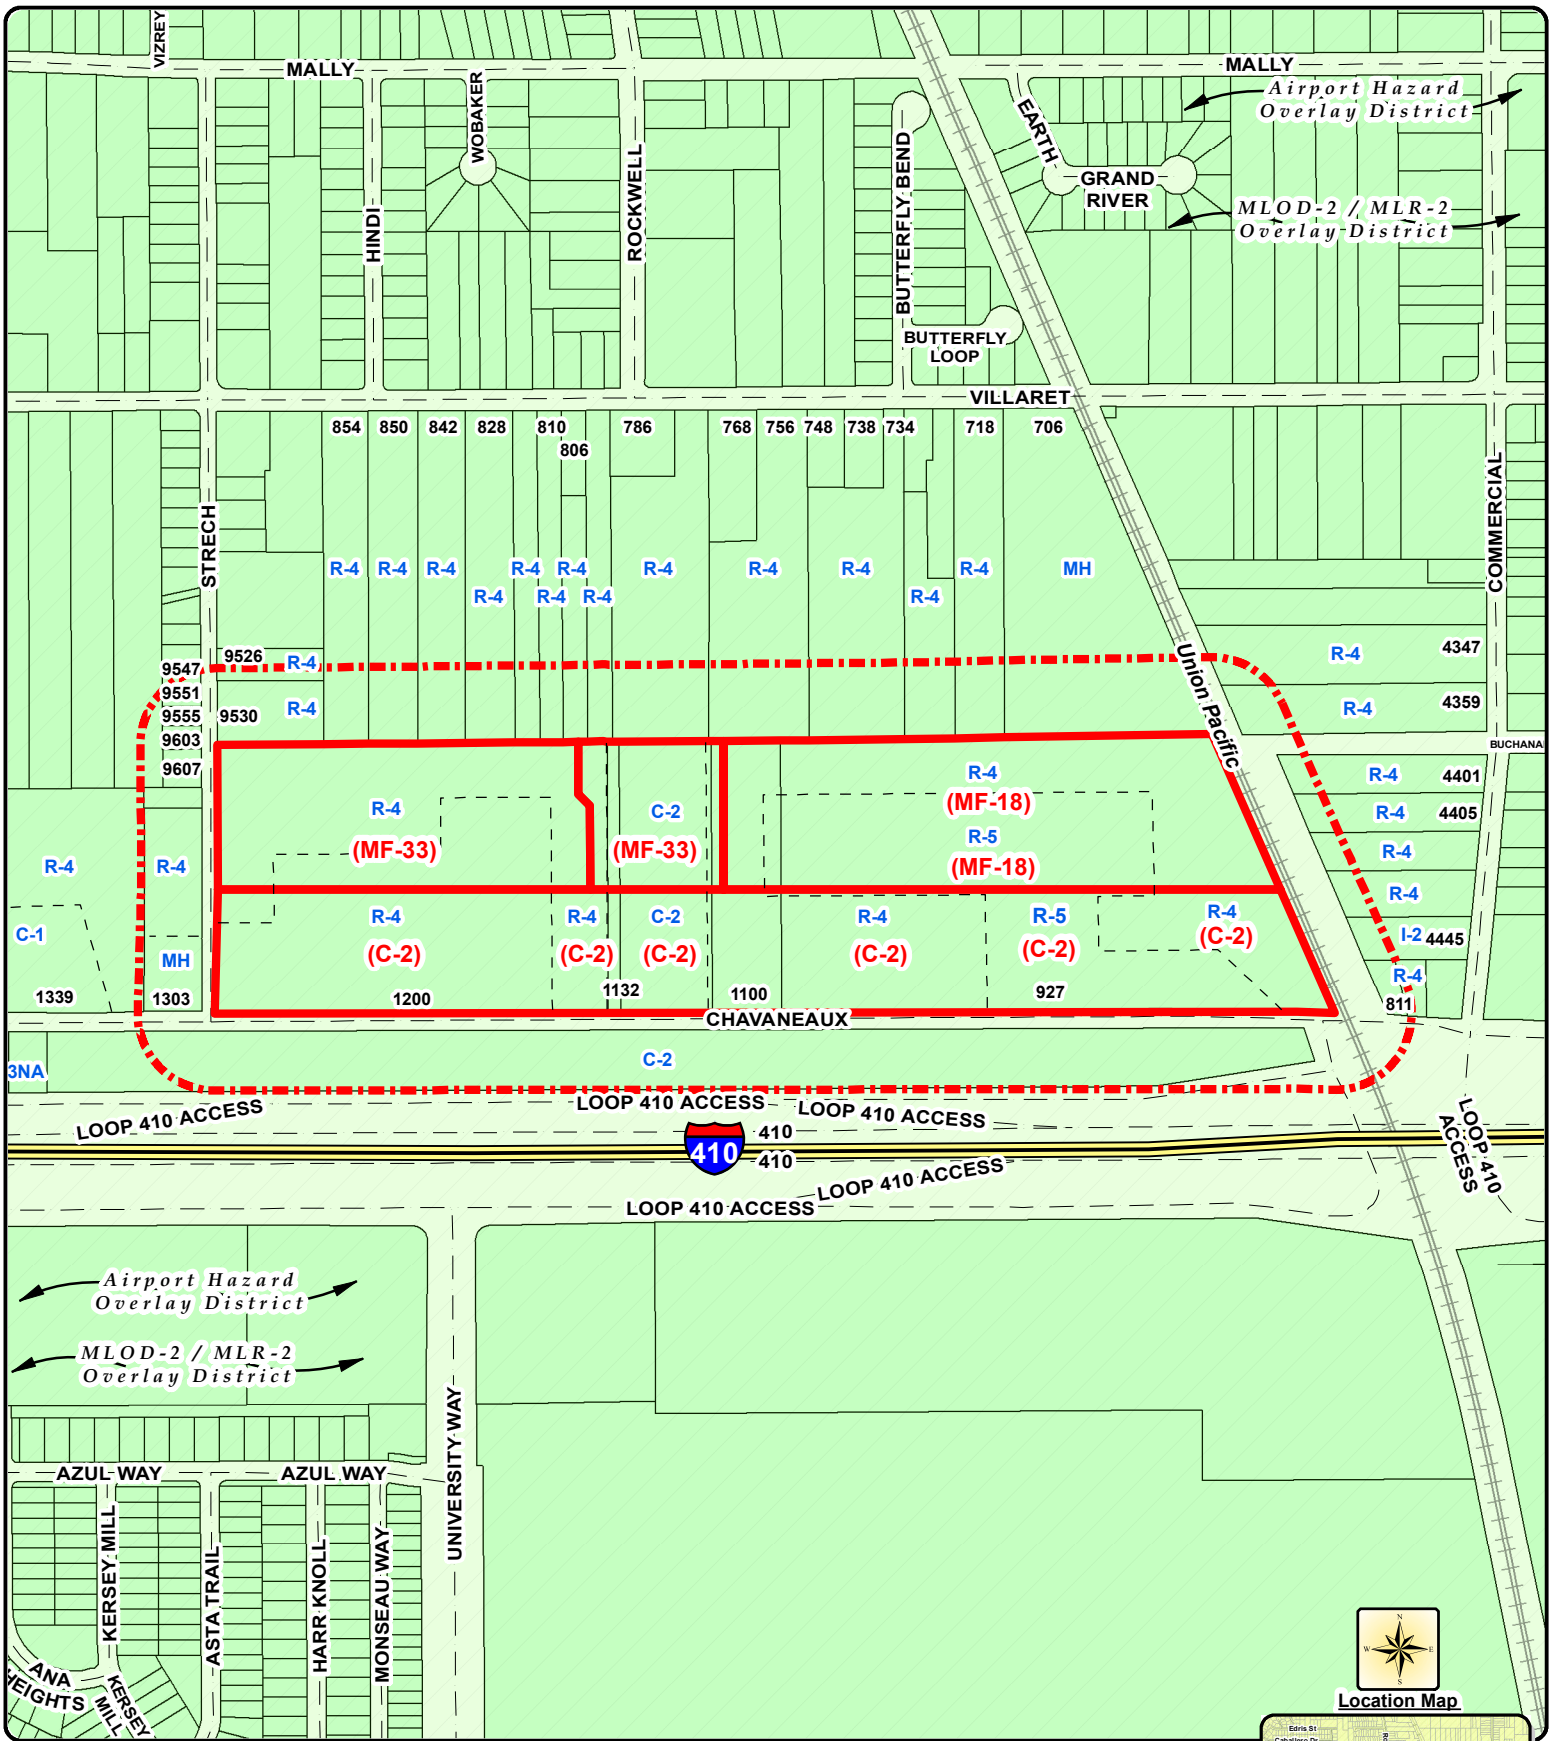 VIZREY
MALLY
MALLY
Airport Hazard
Overlay District
WOBAKER
EARTH
BUTTERFLY BEND
ROCKWELL
HINDI
GRAND
RIVER
MLOD-2 / MLR-2
Overlay District
BUTTERFLY
LOOP
VILLARET
854
850
842
828
810
806
786
768
756
748
738
734
718
706
STRECH
COMMERCIAL
R-4
R-4
R-4
R-4
R-4
R-4
R-4
R-4
R-4
R-4
R-4
R-4
R-4
MH
9547
9526
R-4
9551
9555
9530
R-4
9603
9607
Union Pacific
R-4
4347
R-4
4359
BUCHANA
R-4
4401
R-4
4405
R-4
R-4
I-2
4445
R-4
811
R-4
(MF-33)
C-2
(MF-33)
R-4
(MF-18)
R-5
(MF-18)
R-4
R-4
C-1
MH
1339
1303
R-4
(C-2)
R-4
(C-2)
C-2
(C-2)
R-4
(C-2)
R-5
(C-2)
R-4
(C-2)
1200
1132
1100
927
CHAVANEAUX
C-2
3NA
LOOP 410 ACCESS
LOOP 410 ACCESS
LOOP 410 ACCESS
410
410
410
LOOP 410 ACCESS
LOOP 410 ACCESS
LOOP 410
ACCESS
Airport Hazard
Overlay District
MLOD-2 / MLR-2
Overlay District
UNIVERSITY WAY
AZUL WAY
AZUL WAY
KERSEY MILL
ASTA TRAIL
HARR KNOLL
MONSEAU WAY
ANA
HEIGHTS
KERSEY
MILL
N
W
E
S
Location Map
Edris St
Caballero Dr